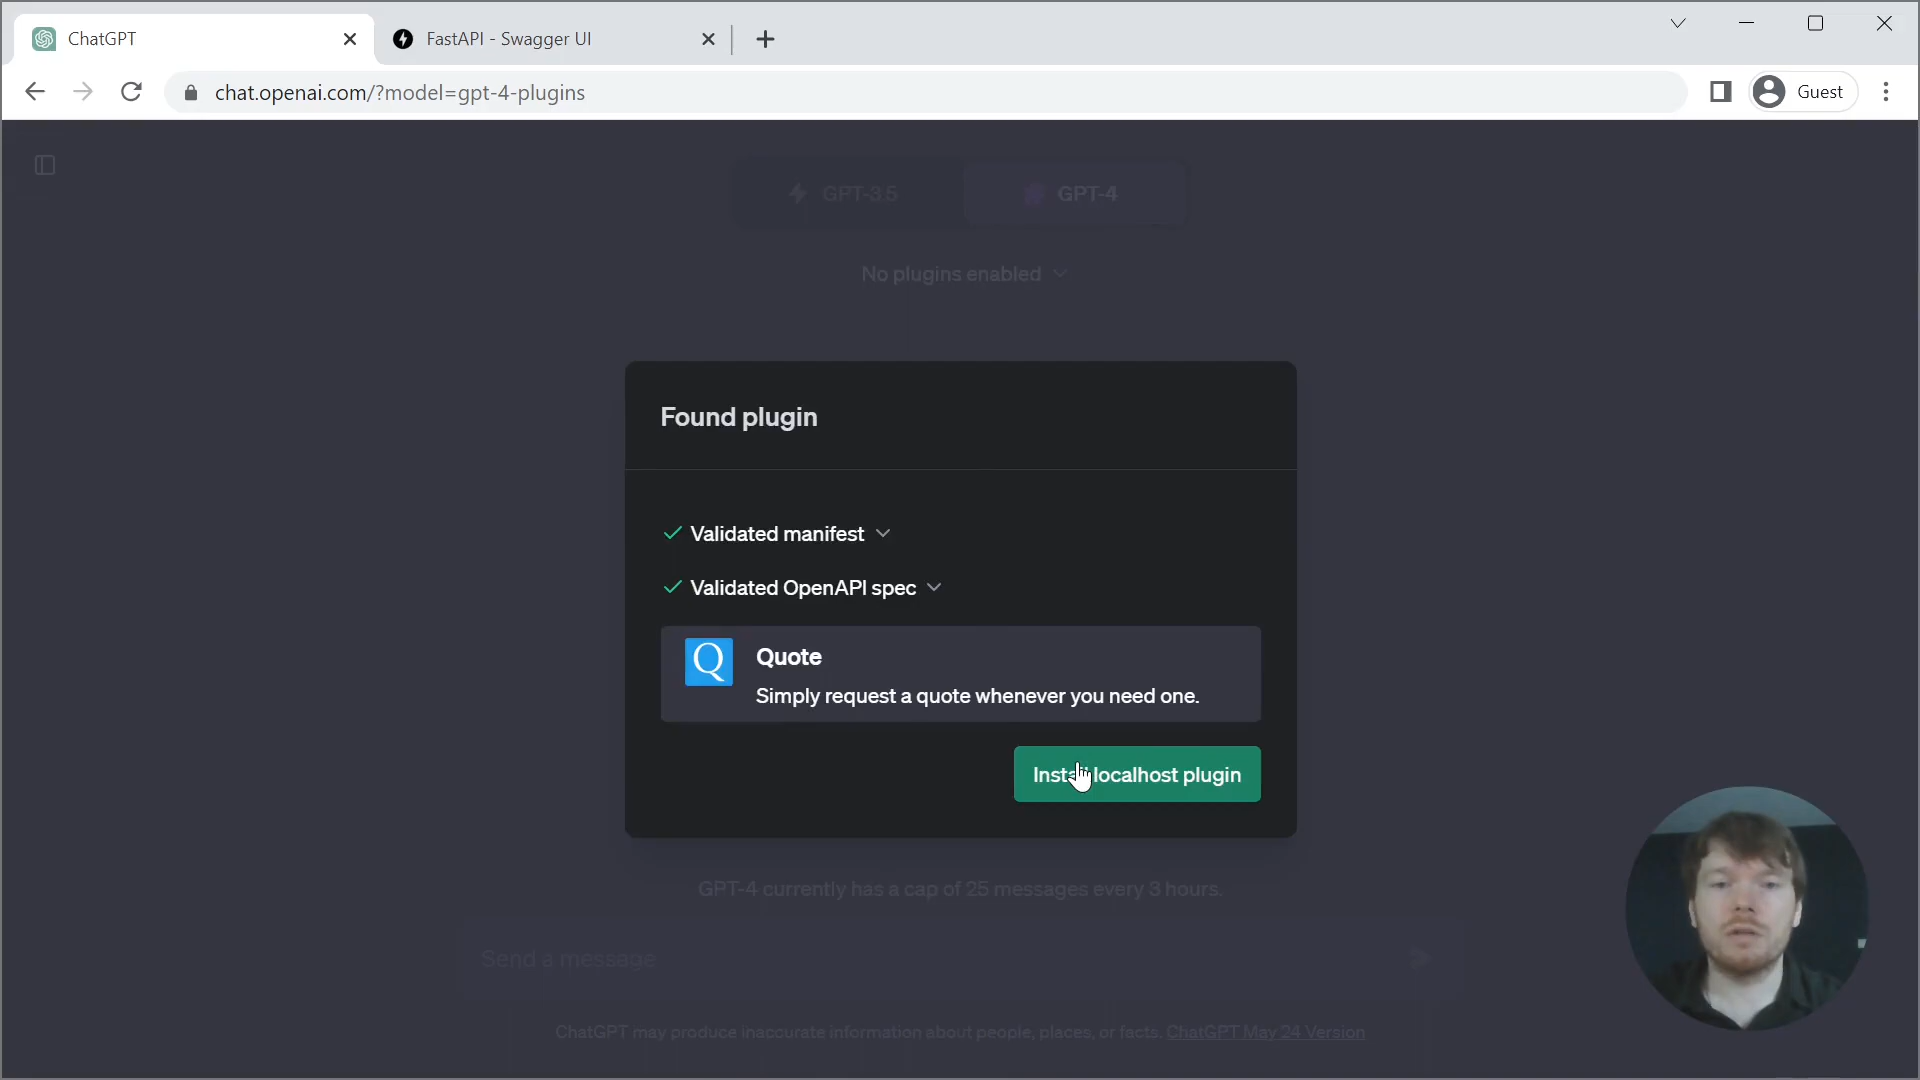 ChatGPT
FastAPI - Swagger UI
chat.openai.com/?model=gpt-4-plugins
Guest
GPT-3.5
GPT-4
No plugins enabled
Found plugin
Validated manifest
Validated OpenAPI spec
Q
Quote
Simply request a quote whenever you need one.
Install localhost plugin
GPT-4 currently has a cap of 25 messages every 3 hours.
Send a message
ChatGPT may produce inaccurate information about people, places, or facts. ChatGPT May 24 Version